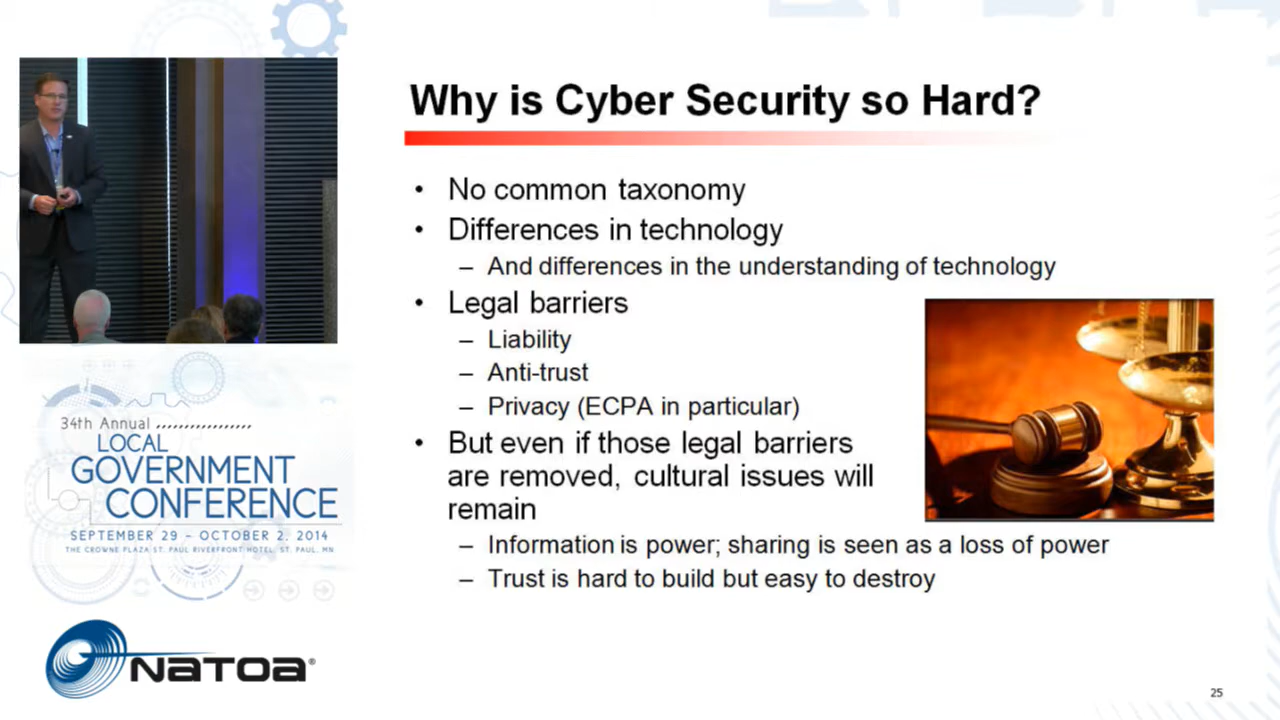 Why is Cyber Security so Hard?
• No common taxonomy
• Differences in technology
– And differences in the understanding of technology
• Legal barriers
– Liability
– Anti-trust
– Privacy (ECPA in particular)
• But even if those legal barriers
are removed, cultural issues will
remain
– Information is power; sharing is seen as a loss of power
– Trust is hard to build but easy to destroy
34th Annual
LOCAL
GOVERNMENT
CONFERENCE
SEPTEMBER 29 – OCTOBER 2, 2014
THE CROWNE PLAZA ST. PAUL RIVERFRONT HOTEL, ST. PAUL, MN
NATOA®
25